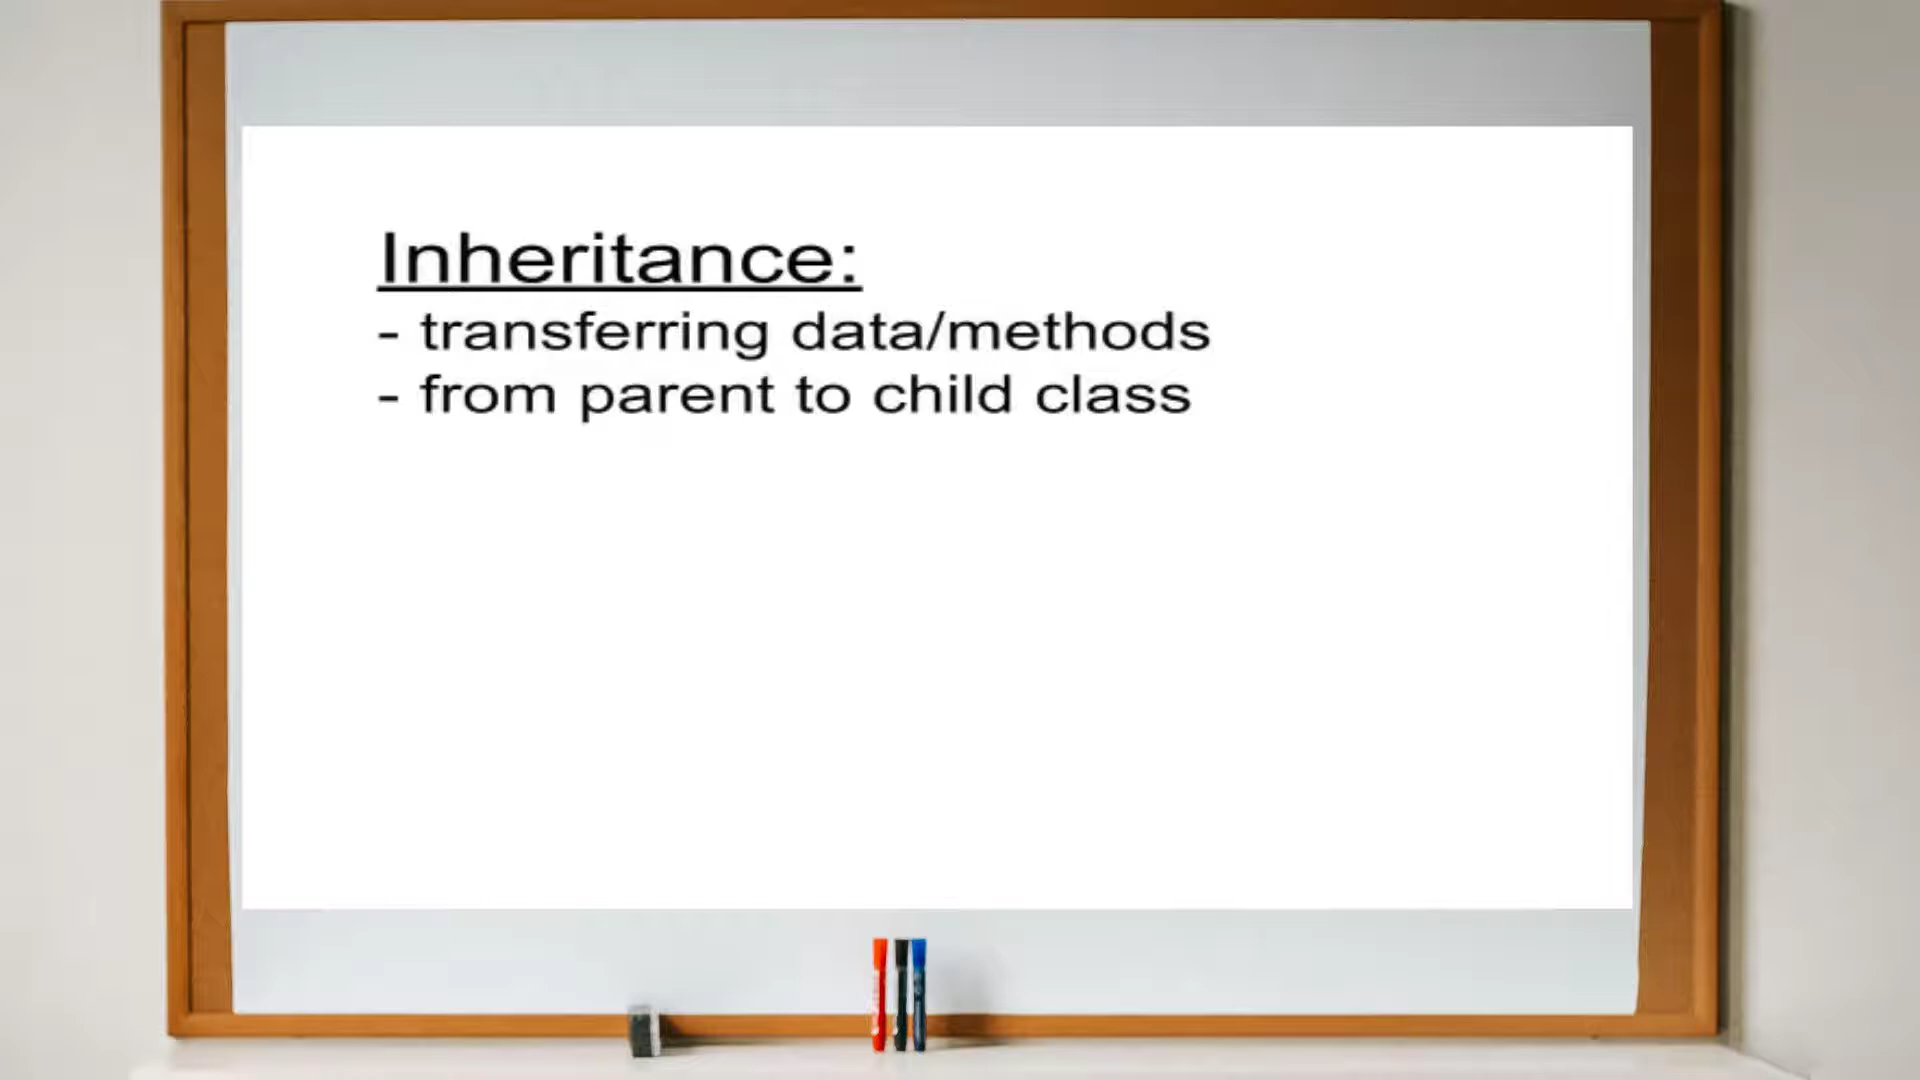 Inheritance:
- transferring data/methods
- from parent to child class